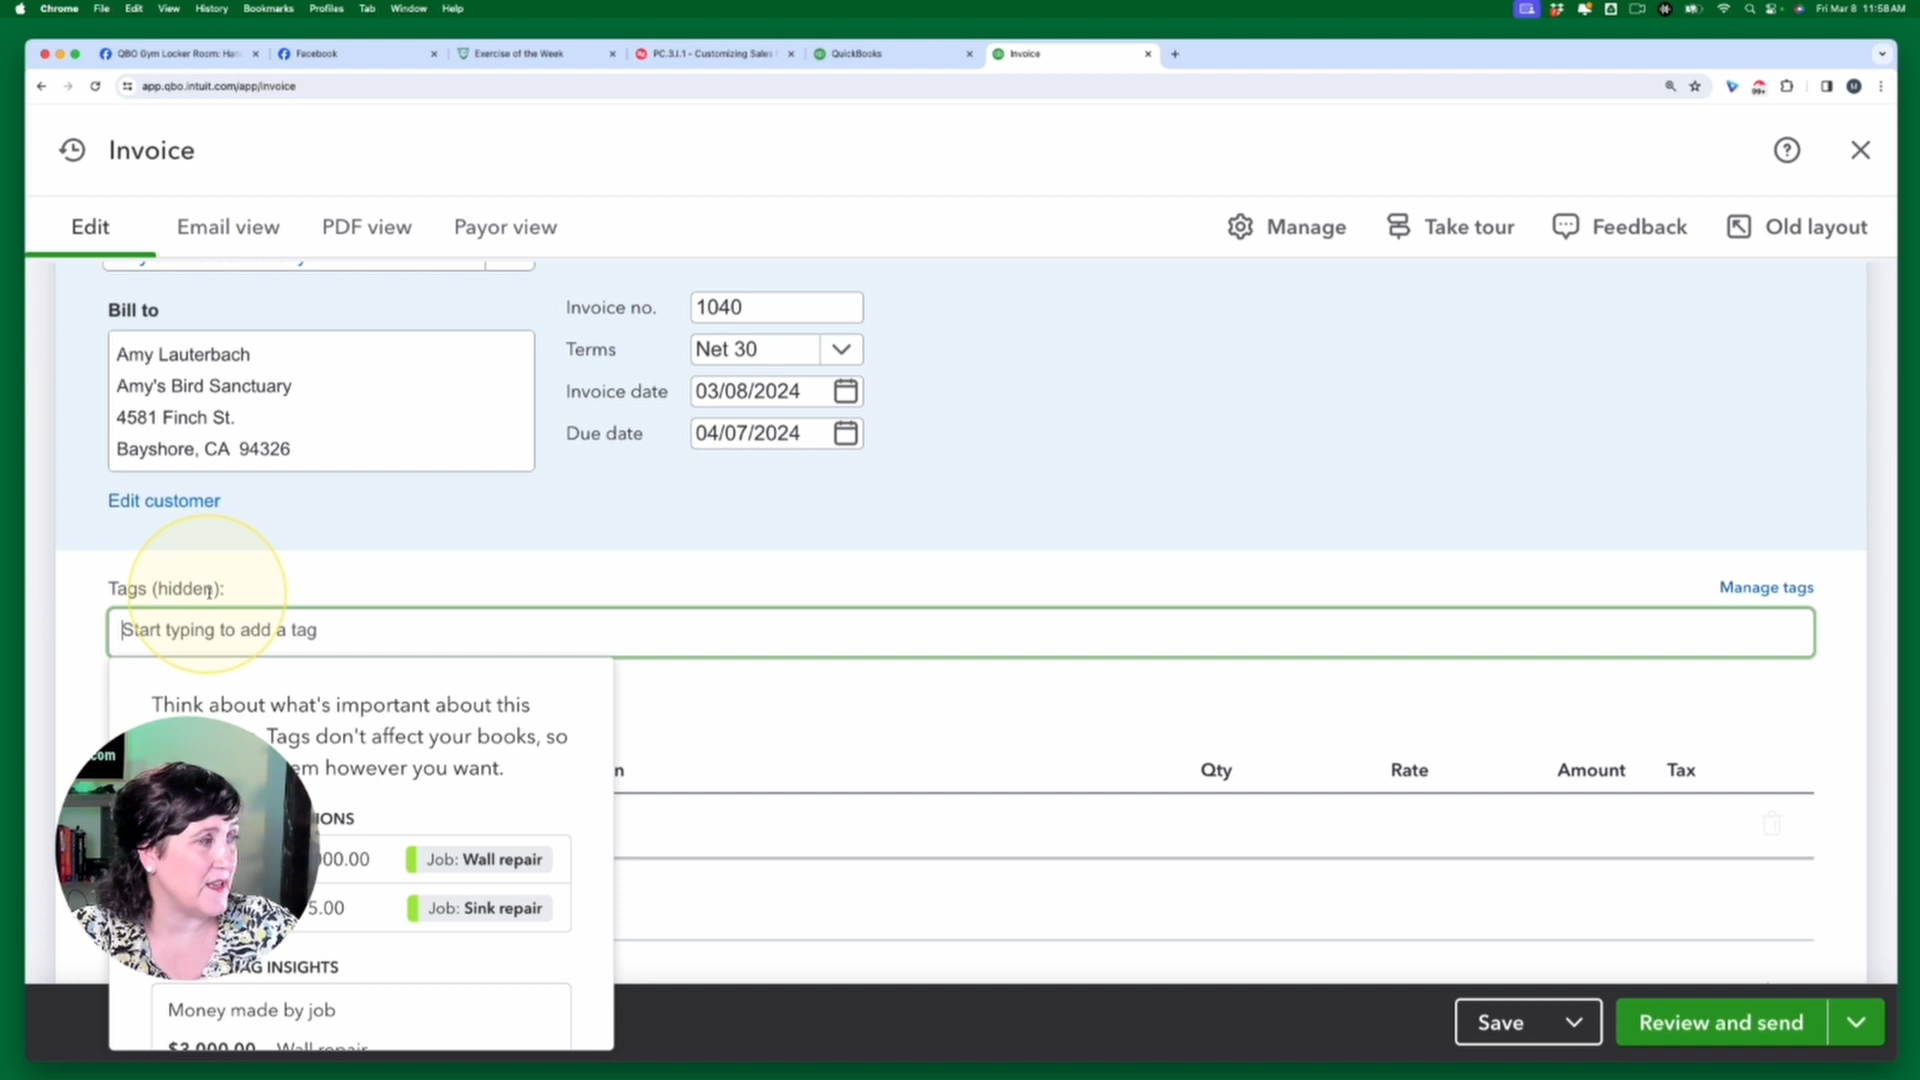 Chrome File Edit View History Bookmarks Profiles Tab Window Help
Fri Mar 8 11:58 AM
QBO Gym Locker Room: Han
Facebook
Exercise of the Week
PC.3.I.1 - Customizing Sales
QuickBooks
Invoice
app.qbo.intuit.com/app/invoice
99+
Invoice
Edit
Email view
PDF view
Payor view
Manage
Take tour
Feedback
Old layout
Bill to
Amy Lauterbach
Amy's Bird Sanctuary
4581 Finch St.
Bayshore, CA 94326
Edit customer
Invoice no. 1040
Terms Net 30
Invoice date 03/08/2024
Due date 04/07/2024
Tags (hidden):
Manage tags
Start typing to add a tag
Think about what's important about this
Tags don't affect your books, so
em however you want.
n Qty Rate Amount Tax
.com
IONS
000.00 Job: Wall repair
5.00 Job: Sink repair
AG INSIGHTS
Money made by job
$3,000.00 Wall repair
Save
Review and send